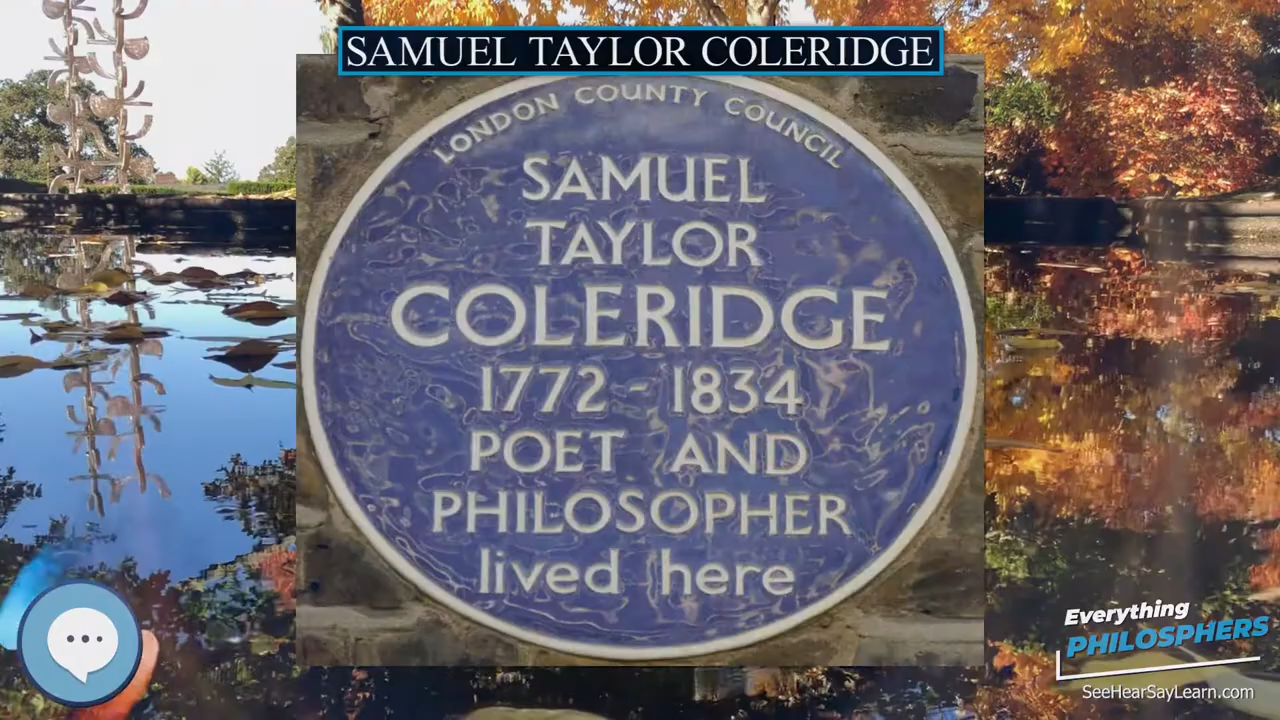 SAMUEL TAYLOR COLERIDGE
LONDON COUNTY COUNCIL
SAMUEL
TAYLOR
COLERIDGE
1772 - 1834
POET AND
PHILOSOPHER
lived here
Everything
PHILOSPHERS
SeeHearSayLearn.com